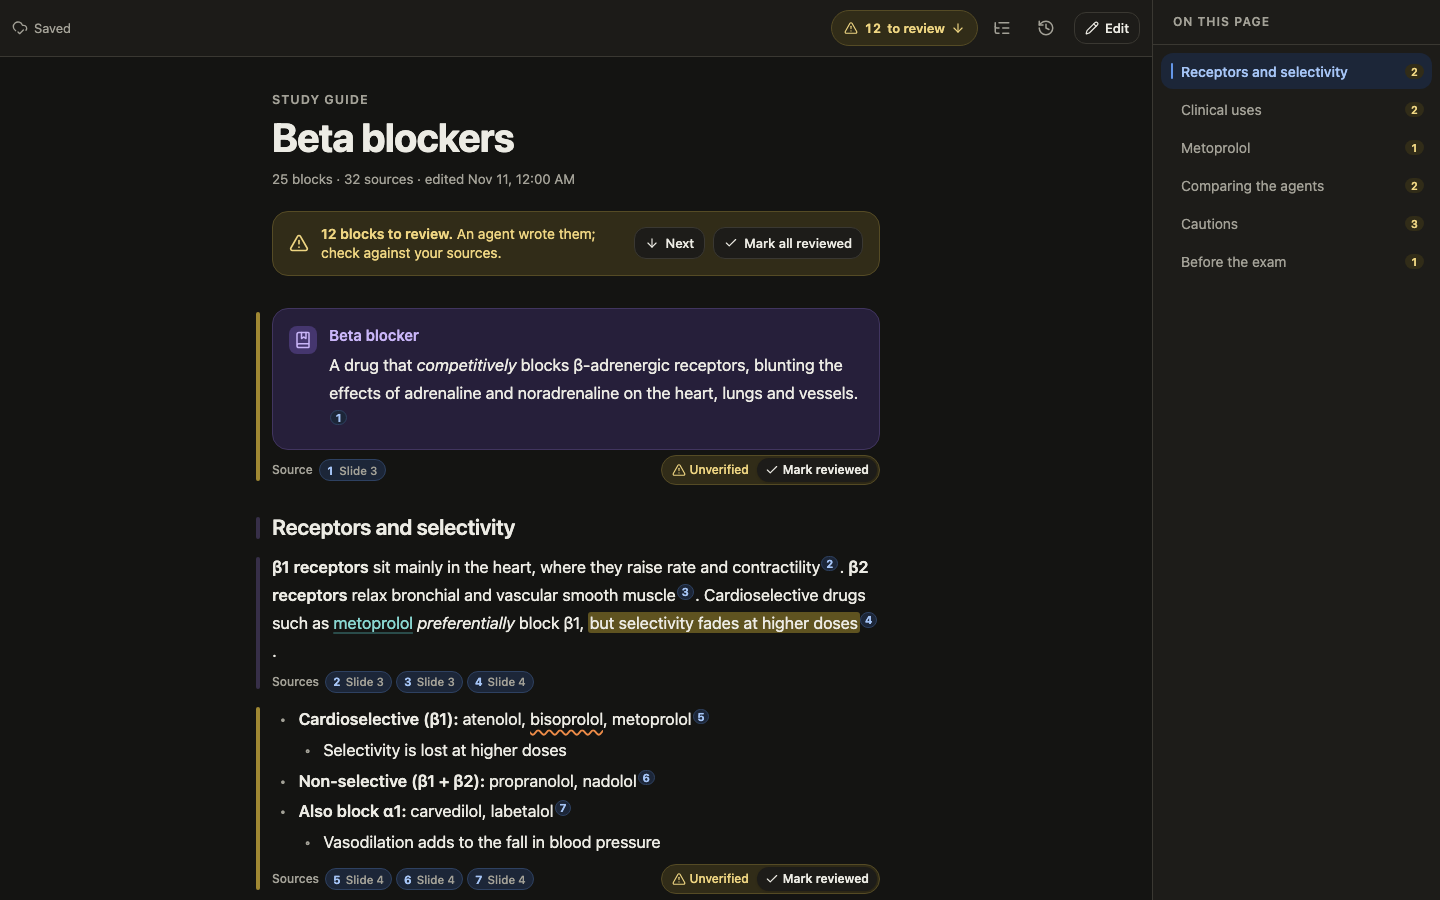 Saved
12 to review
Edit
ON THIS PAGE
Receptors and selectivity 2
Clinical uses 2
Metoprolol 1
Comparing the agents 2
Cautions 3
Before the exam 1
STUDY GUIDE
Beta blockers
25 blocks · 32 sources · edited Nov 11, 12:00 AM
12 blocks to review. An agent wrote them;
check against your sources.
Next
Mark all reviewed
Beta blocker
A drug that competitively blocks β-adrenergic receptors, blunting the
effects of adrenaline and noradrenaline on the heart, lungs and vessels.
1
Source 1 Slide 3
Unverified Mark reviewed
Receptors and selectivity
β1 receptors sit mainly in the heart, where they raise rate and contractility 2 . β2
receptors relax bronchial and vascular smooth muscle 3 . Cardioselective drugs
such as metoprolol preferentially block β1, but selectivity fades at higher doses 4
.
Sources 2 Slide 3 3 Slide 3 4 Slide 4
• Cardioselective (β1): atenolol, bisoprolol, metoprolol 5
• Selectivity is lost at higher doses
• Non-selective (β1 + β2): propranolol, nadolol 6
• Also block α1: carvedilol, labetalol 7
• Vasodilation adds to the fall in blood pressure
Sources 5 Slide 4 6 Slide 4 7 Slide 4
Unverified Mark reviewed